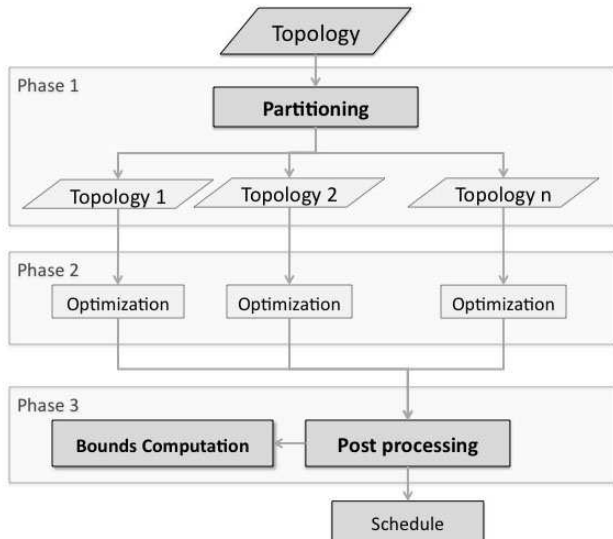 Topology
Phase 1
Partitioning
Topology 1
Topology 2
Topology n
Phase 2
Optimization
Optimization
Optimization
Phase 3
Bounds Computation
Post processing
Schedule